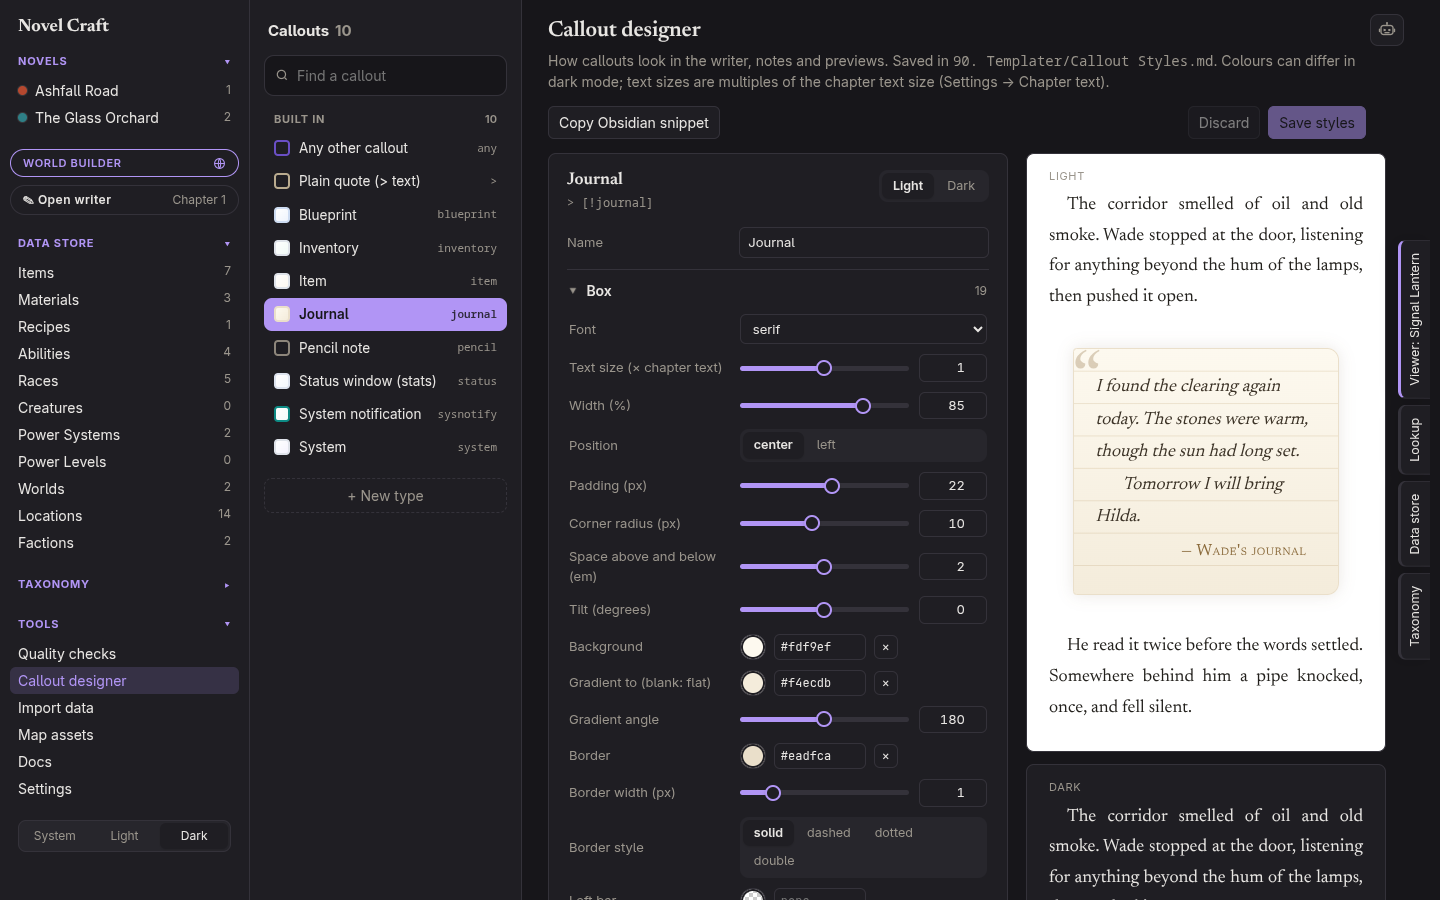 Novel Craft
NOVELS
Ashfall Road 1
The Glass Orchard 2
WORLD BUILDER
✎ Open writer Chapter 1
DATA STORE
Items 7
Materials 3
Recipes 1
Abilities 4
Races 5
Creatures 0
Power Systems 2
Power Levels 0
Worlds 2
Locations 14
Factions 2
TAXONOMY
TOOLS
Quality checks
Callout designer
Import data
Map assets
Docs
Settings
System Light Dark
Callouts 10
Find a callout
BUILT IN 10
Any other callout any
Plain quote (> text) >
Blueprint blueprint
Inventory inventory
Item item
Journal journal
Pencil note pencil
Status window (stats) status
System notification sysnotify
System system
+ New type
Callout designer
How callouts look in the writer, notes and previews. Saved in 90. Templater/Callout Styles.md. Colours can differ in
dark mode; text sizes are multiples of the chapter text size (Settings → Chapter text).
Copy Obsidian snippet
Discard Save styles
Journal
> [!journal]
Light Dark
Name Journal
Box 19
Font serif
Text size (× chapter text) 1
Width (%) 85
Position center left
Padding (px) 22
Corner radius (px) 10
Space above and below
(em) 2
Tilt (degrees) 0
Background #fdf9ef ×
Gradient to (blank: flat) #f4ecdb ×
Gradient angle 180
Border #eadfca ×
Border width (px) 1
Border style solid dashed dotted
double
LIGHT
The corridor smelled of oil and old
smoke. Wade stopped at the door, listening
for anything beyond the hum of the lamps,
then pushed it open.
“
I found the clearing again
today. The stones were warm,
though the sun had long set.
Tomorrow I will bring
Hilda.
– Wade's journal
He read it twice before the words settled.
Somewhere behind him a pipe knocked,
once, and fell silent.
DARK
The corridor smelled of oil and old
smoke. Wade stopped at the door, listening
for anything beyond the hum of the lamps,
Viewer: Signal Lantern
Lookup
Data store
Taxonomy